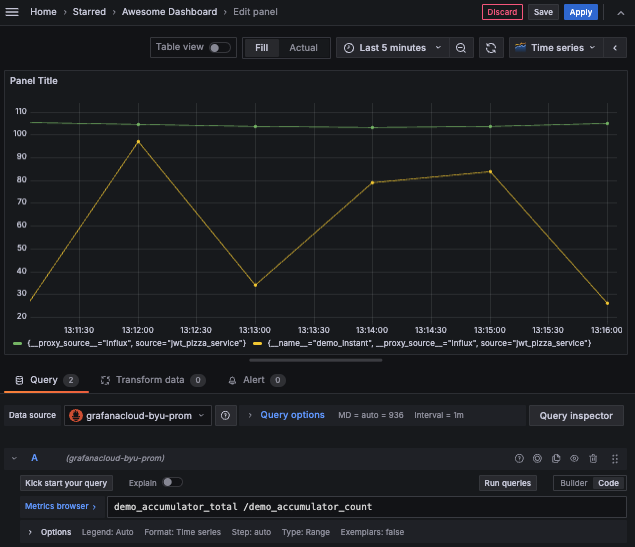 Home › Starred › Awesome Dashboard › Edit panel Discard Save Apply
Table view Fill Actual Last 5 minutes Time series
Panel Title
110
100
90
80
70
60
50
40
30
20
13:11:30 13:12:00 13:12:30 13:13:00 13:13:30 13:14:00 13:14:30 13:15:00 13:15:30 13:16:00
{__proxy_source__="influx", source="jwt_pizza_service"} {__name__="demo_instant", __proxy_source__="influx", source="jwt_pizza_service"}
Query 2 Transform data 0 Alert 0
Data source grafanacloud-byu-prom Query options MD = auto = 936 Interval = 1m Query inspector
A (grafanacloud-byu-prom)
Kick start your query Explain Run queries Builder Code
Metrics browser › demo_accumulator_total /demo_accumulator_count
Options Legend: Auto Format: Time series Step: auto Type: Range Exemplars: false